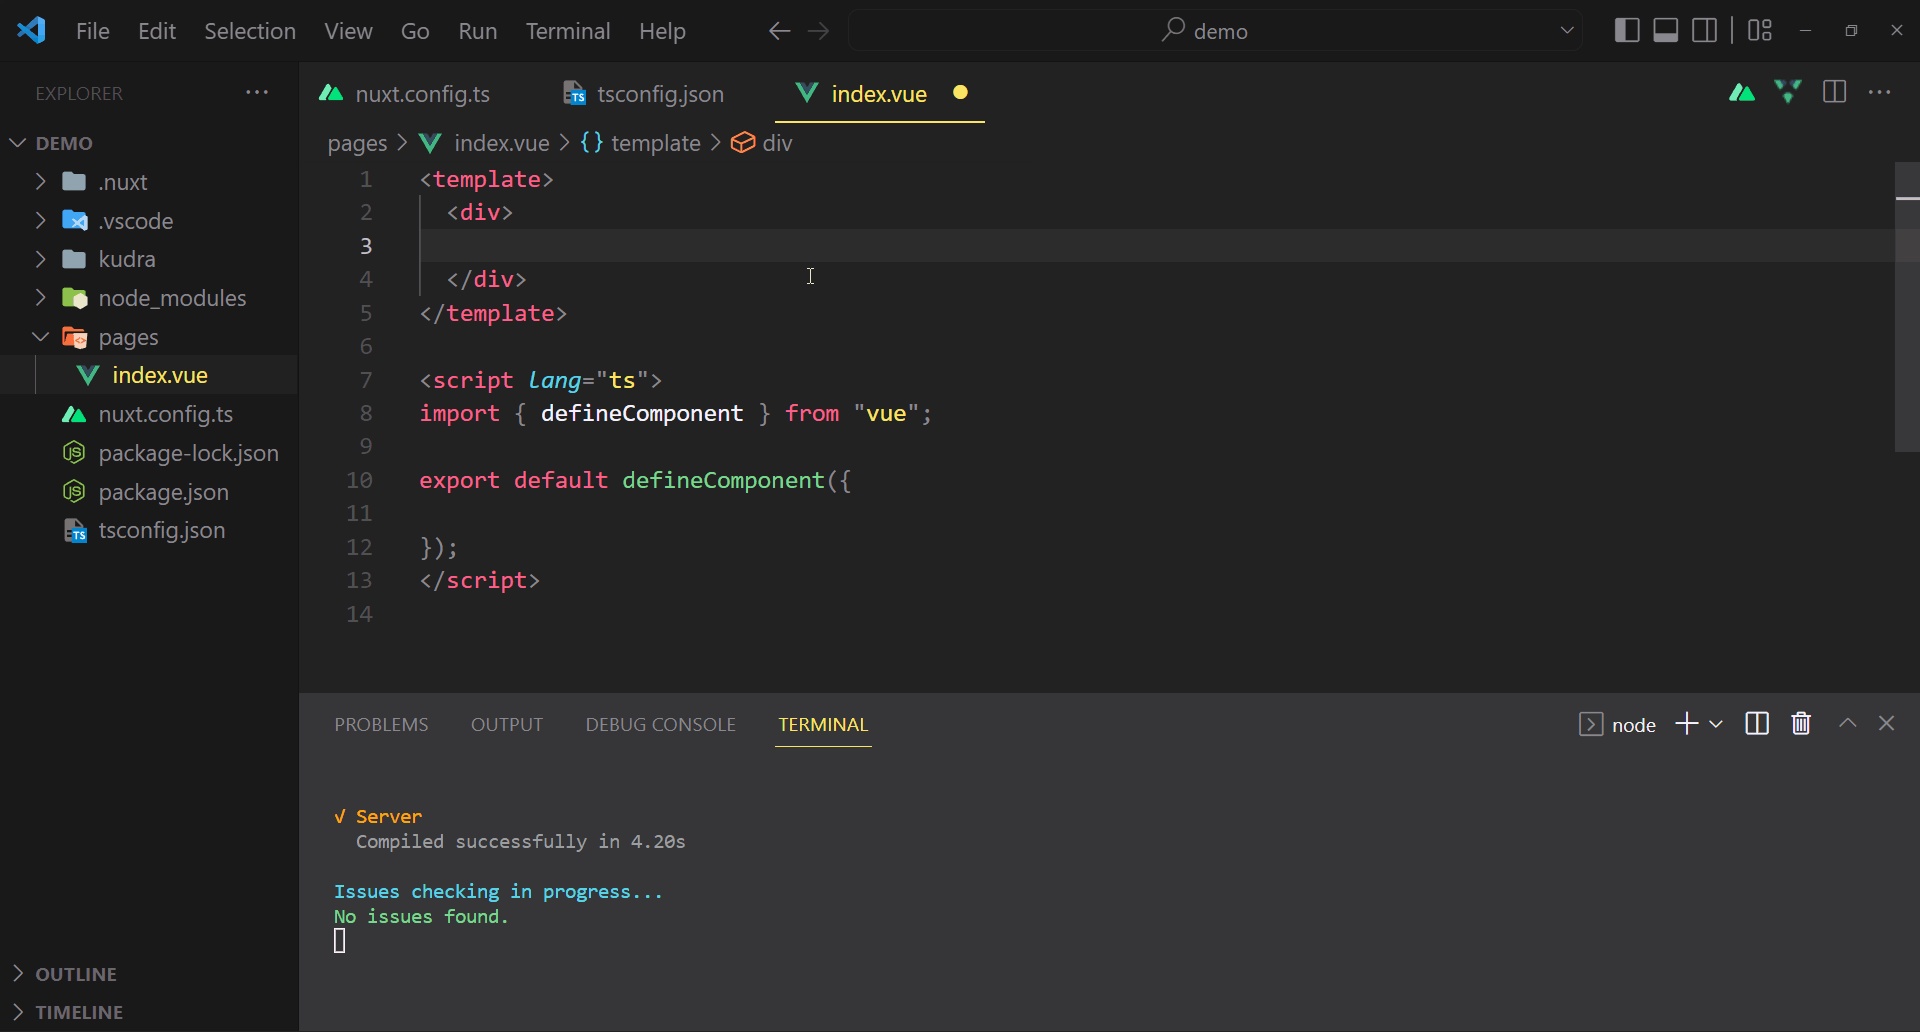 File Edit Selection View Go Run Terminal Help demo
EXPLORER
DEMO
.nuxt
.vscode
kudra
node_modules
pages
index.vue
nuxt.config.ts
package-lock.json
package.json
tsconfig.json
OUTLINE
TIMELINE
nuxt.config.ts tsconfig.json index.vue
pages > index.vue > {} template > div
1 <template>
2 <div>
3
4 </div>
5 </template>
6
7 <script lang="ts">
8 import { defineComponent } from "vue";
9
10 export default defineComponent({
11
12 });
13 </script>
14
PROBLEMS OUTPUT DEBUG CONSOLE TERMINAL node
√ Server
Compiled successfully in 4.20s
Issues checking in progress...
No issues found.